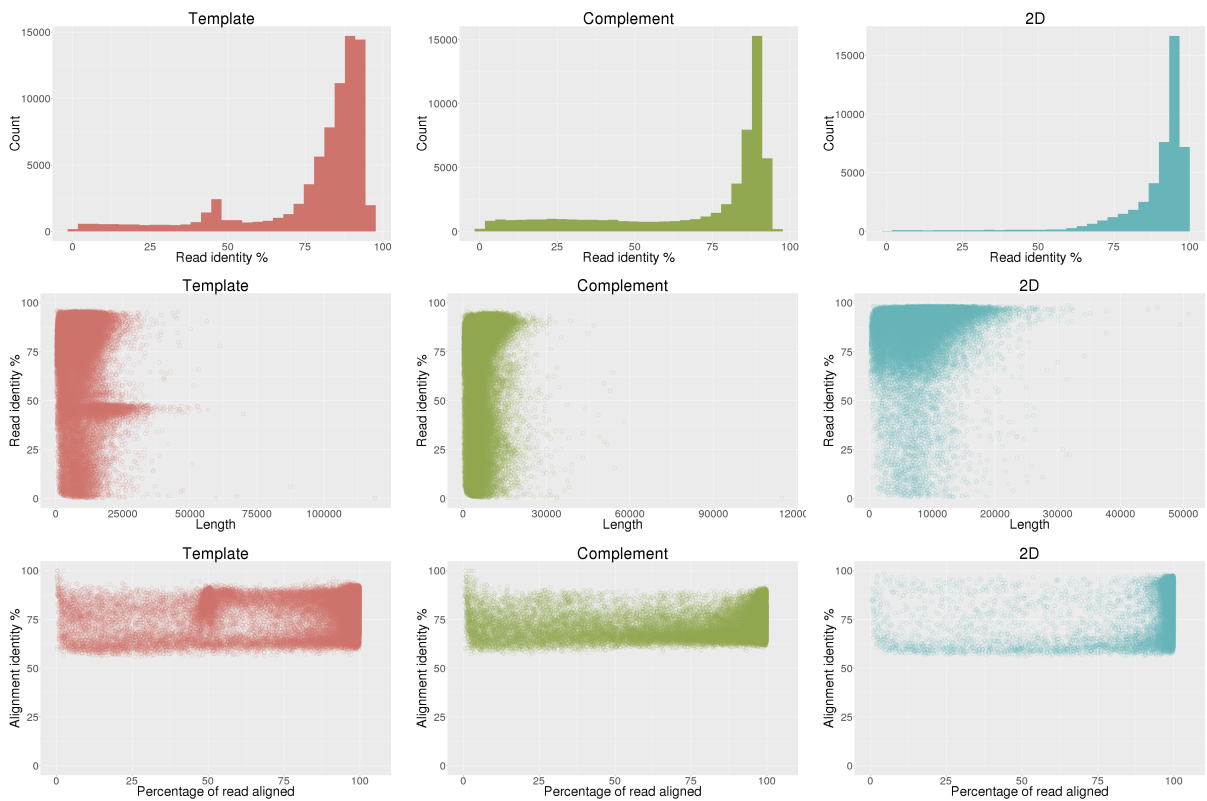 Template Complement 2D
15000 15000 15000
10000 10000 10000
5000 5000 5000
0 0 0
Count Count Count
0 25 50 75 100 0 25 50 75 100 0 25 50 75 100
Read identity % Read identity % Read identity %
Template Complement 2D
100 100 100
75 75 75
50 50 50
25 25 25
0 0 0
Read identity % Read identity % Read identity %
0 25000 50000 75000 100000 0 30000 60000 90000 12000 0 10000 20000 30000 40000 50000
Length Length Length
Template Complement 2D
100 100 100
75 75 75
50 50 50
25 25 25
0 0 0
Alignment identity % Alignment identity % Alignment identity %
0 25 50 75 100 0 25 50 75 100 0 25 50 75 100
Percentage of read aligned Percentage of read aligned Percentage of read aligned